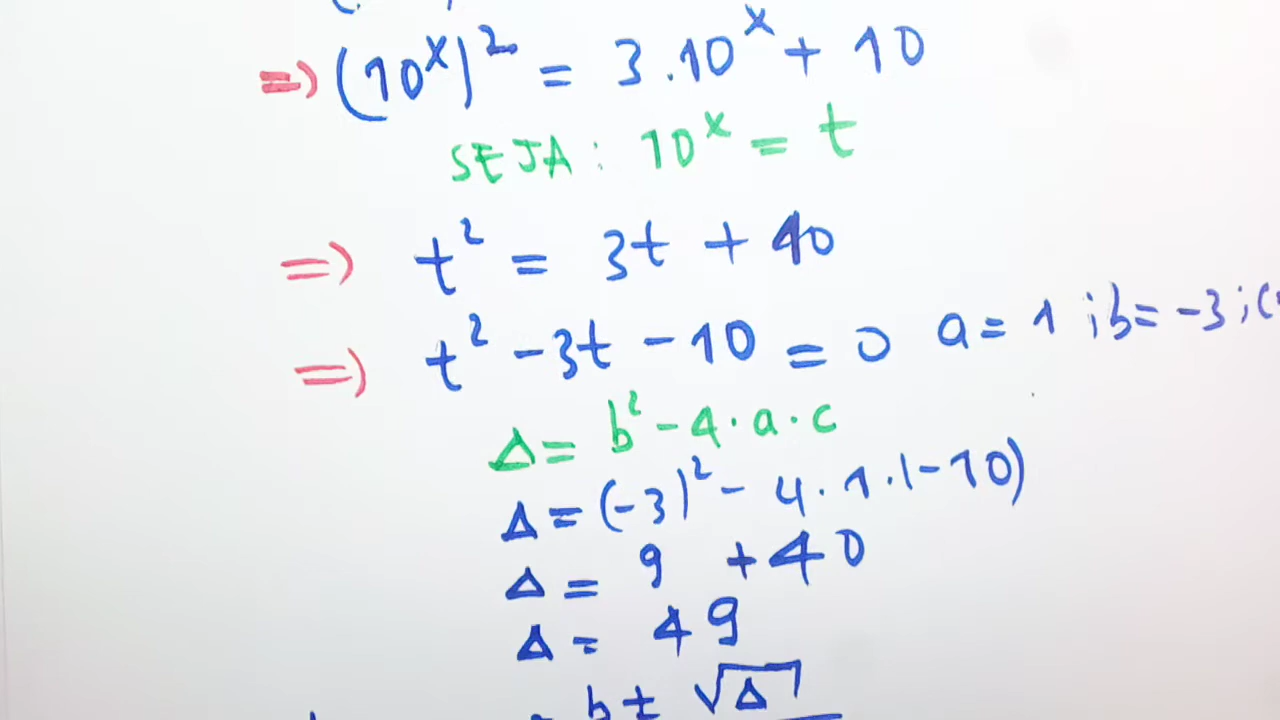 => (10^x)^2 = 3.10^x + 10
SEJA: 10^x = t
=> t^2 = 3t + 40
=> t^2 -3t -10 = 0 a=1 ; b=-3 ; (
Δ= b^2-4·a·c
Δ=(-3)^2- 4·1·(-10)
Δ= 9 +40
Δ= 49
b± √Δ